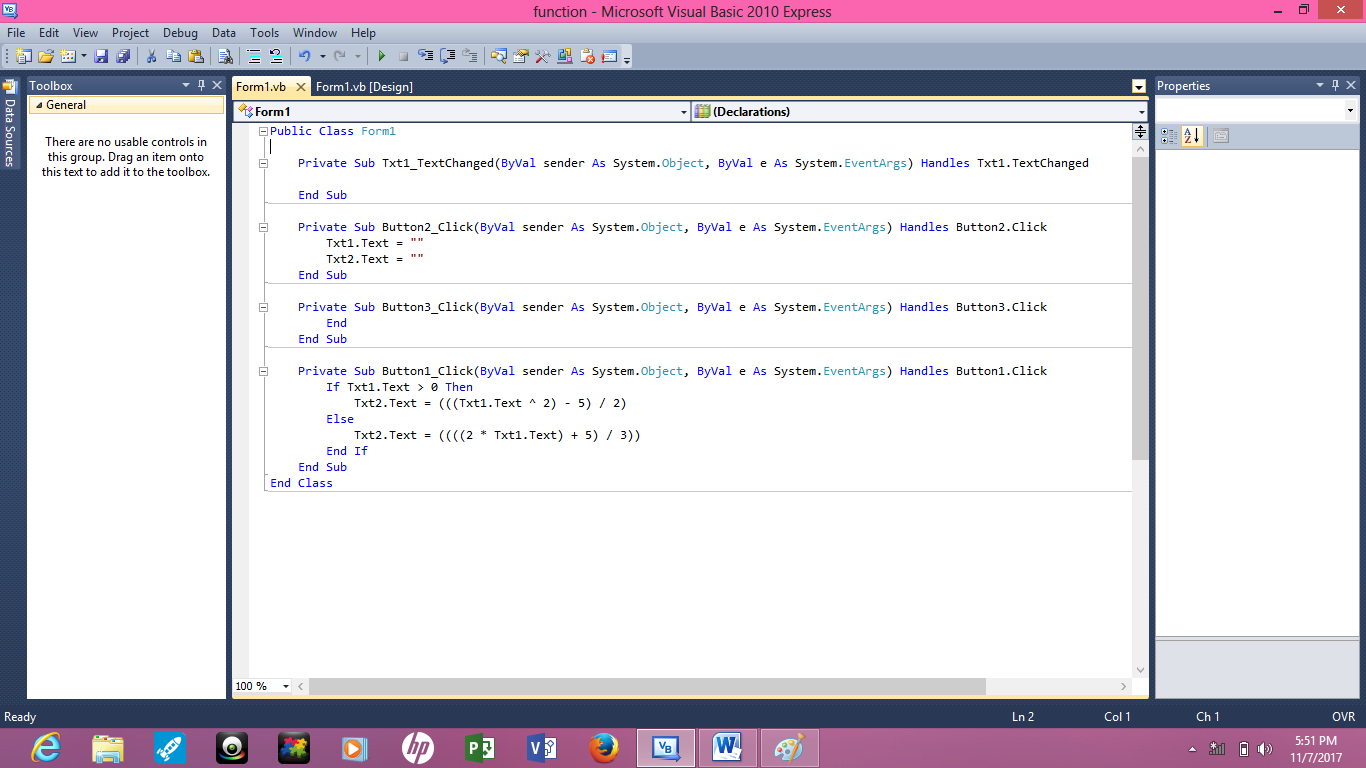 function - Microsoft Visual Basic 2010 Express
File Edit View Project Debug Data Tools Window Help
Data Sources
Toolbox
General
There are no usable controls in
this group. Drag an item onto
this text to add it to the toolbox.
Form1.vb Form1.vb [Design]
Form1 (Declarations)
Public Class Form1
Private Sub Txt1_TextChanged(ByVal sender As System.Object, ByVal e As System.EventArgs) Handles Txt1.TextChanged
End Sub
Private Sub Button2_Click(ByVal sender As System.Object, ByVal e As System.EventArgs) Handles Button2.Click
Txt1.Text = ""
Txt2.Text = ""
End Sub
Private Sub Button3_Click(ByVal sender As System.Object, ByVal e As System.EventArgs) Handles Button3.Click
End
End Sub
Private Sub Button1_Click(ByVal sender As System.Object, ByVal e As System.EventArgs) Handles Button1.Click
If Txt1.Text > 0 Then
Txt2.Text = (((Txt1.Text ^ 2) - 5) / 2)
Else
Txt2.Text = ((((2 * Txt1.Text) + 5) / 3))
End If
End Sub
End Class
100 %
Properties
Ready Ln 2 Col 1 Ch 1 OVR
5:51 PM
11/7/2017